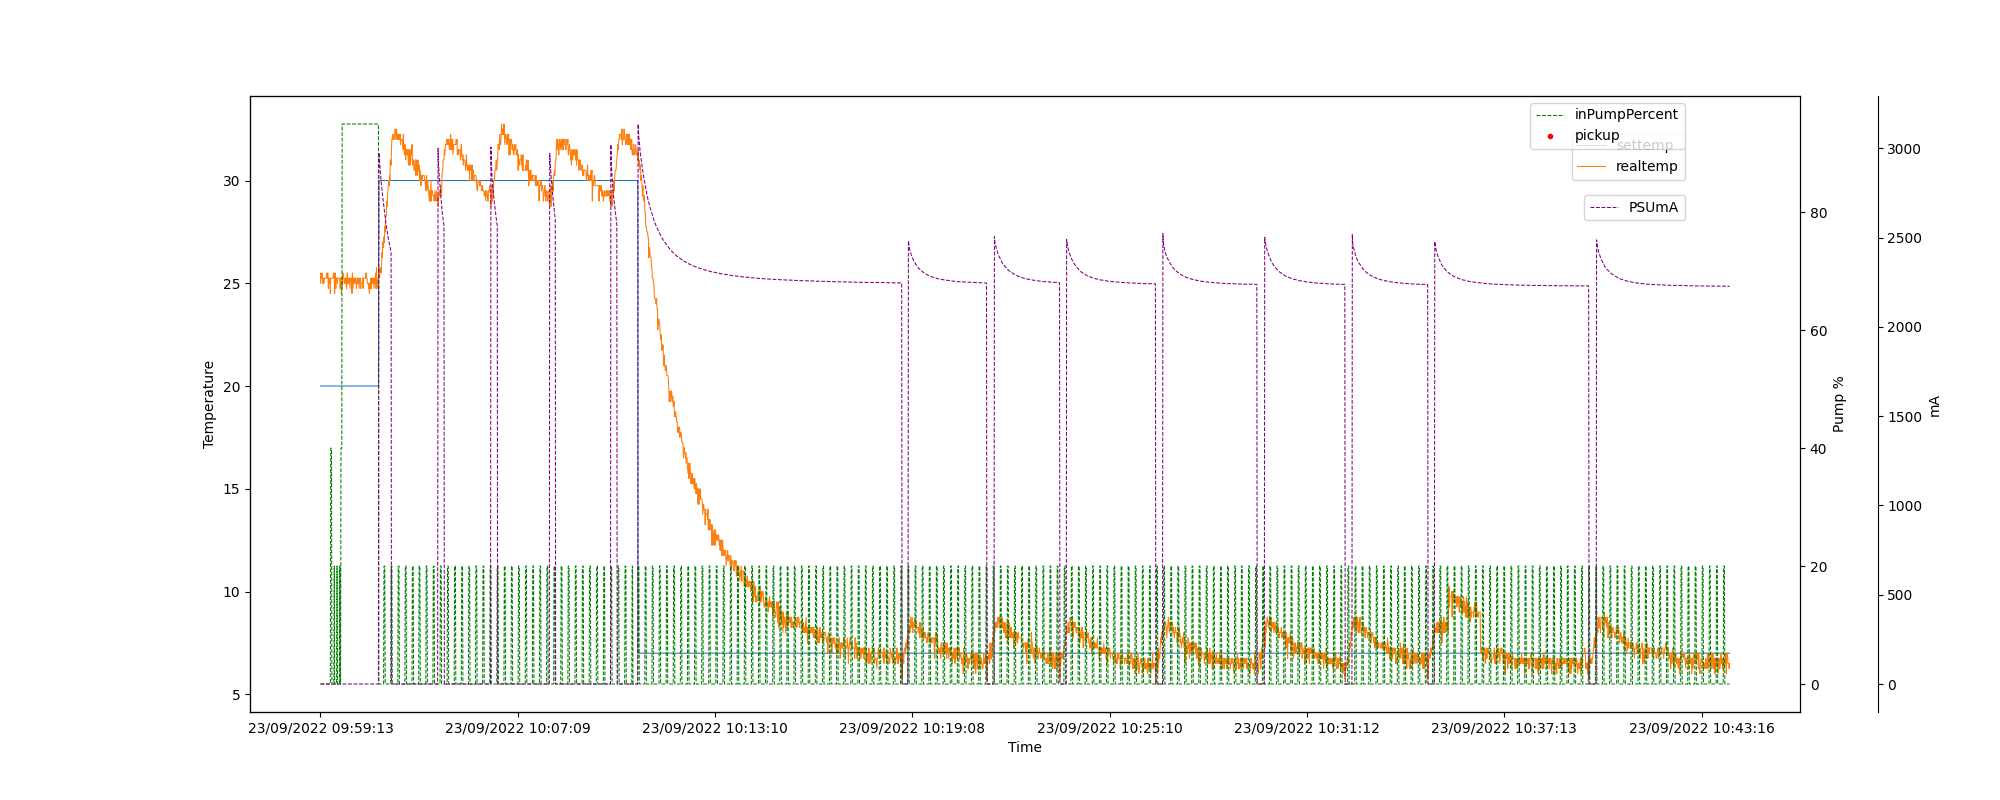 inPumpPercent
pickup
settemp
realtemp
PSUmA
Temperature
30
25
20
15
10
5
80
60
40
20
0
Pump %
3000
2500
2000
1500
1000
500
0
mA
23/09/2022 09:59:13
23/09/2022 10:07:09
23/09/2022 10:13:10
23/09/2022 10:19:08
23/09/2022 10:25:10
23/09/2022 10:31:12
23/09/2022 10:37:13
23/09/2022 10:43:16
Time